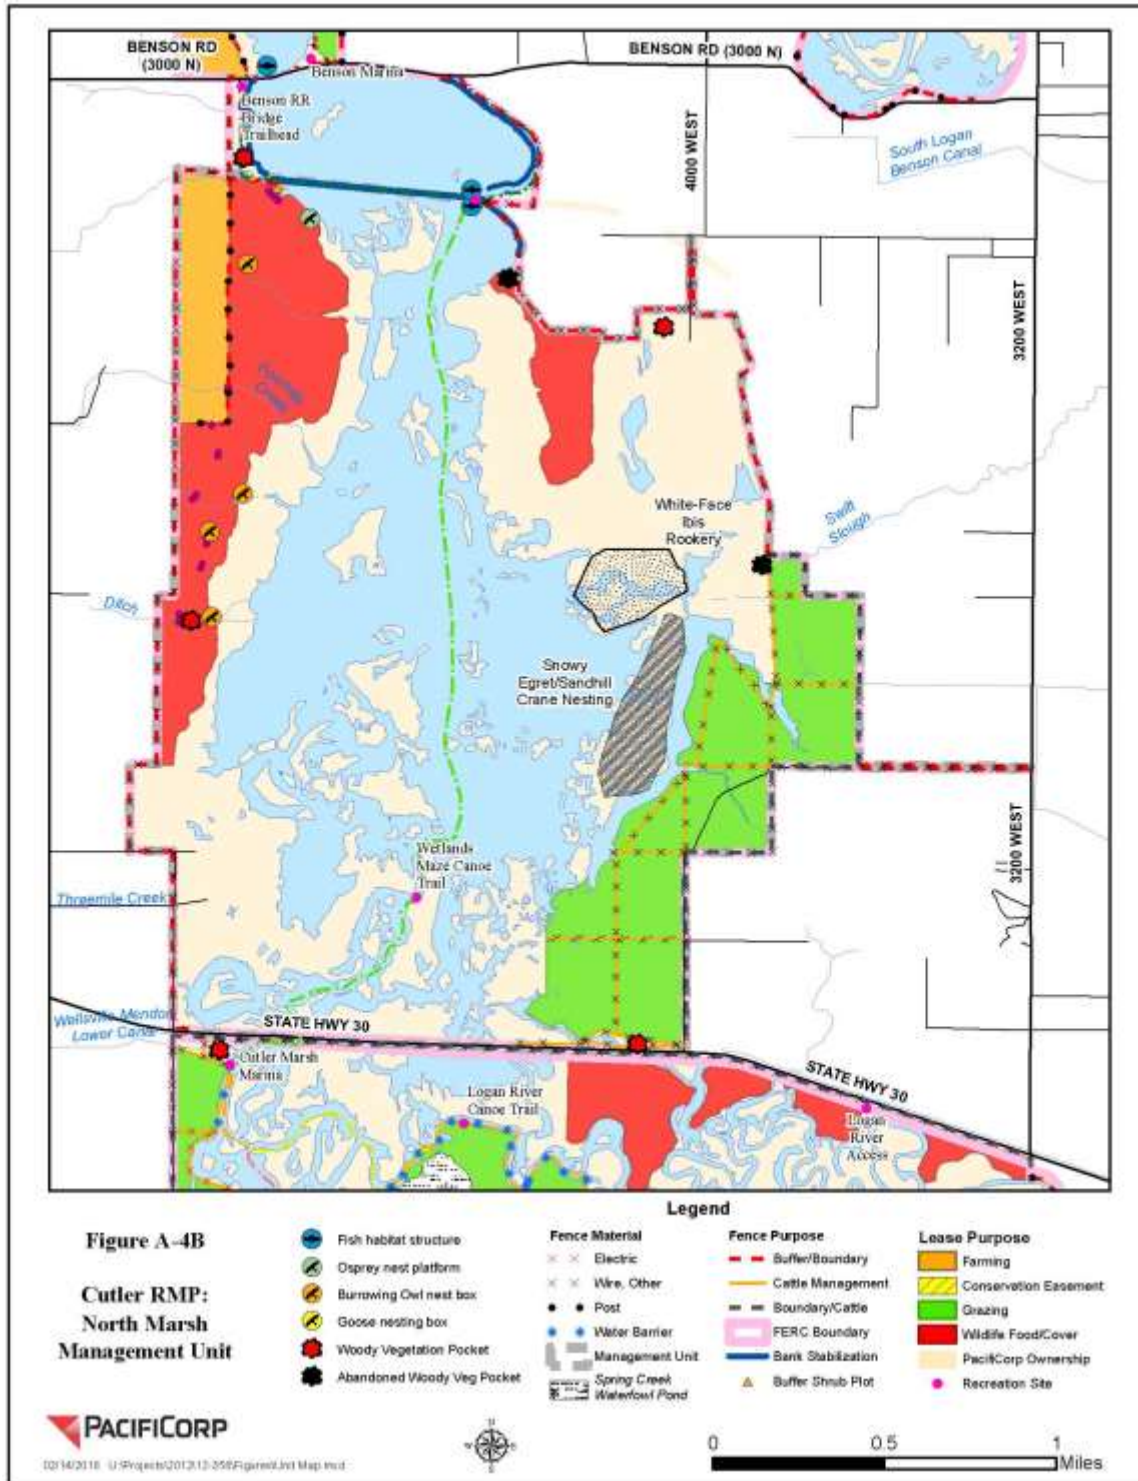 BENSON RD
(3000 N)
BENSON RD (3000 N)
Benson Marina
Benson RR
Bridge
Trailhead
4000 WEST
South Logan
Benson Canal
3200 WEST
White-Face
Ibis
Rookery
Swift
Slough
Ditch
Snowy
Egret/Sandhill
Crane Nesting
Wetlands
Maze Canoe
Trail
3200 WEST
Threemile Creek
Wellsville Mendon
Lower Canal
STATE HWY 30
Cutler Marsh
Marina
Logan River
Canoe Trail
STATE HWY 30
Logan
River
Access
Legend
Figure A-4B
Cutler RMP:
North Marsh
Management Unit
Fish habitat structure
Osprey nest platform
Burrowing Owl nest box
Goose nesting box
Woody Vegetation Pocket
Abandoned Woody Veg Pocket
Fence Material
Electric
Wire, Other
Post
Water Barrier
Management Unit
Spring Creek
Waterfowl Pond
Fence Purpose
Buffer/Boundary
Cattle Management
Boundary/Cattle
FERC Boundary
Bank Stabilization
Buffer Shrub Plot
Lease Purpose
Farming
Conservation Easement
Grazing
Wildlife Food/Cover
PacifiCorp Ownership
Recreation Site
PACIFICORP
N
S
0 0.5 1
Miles